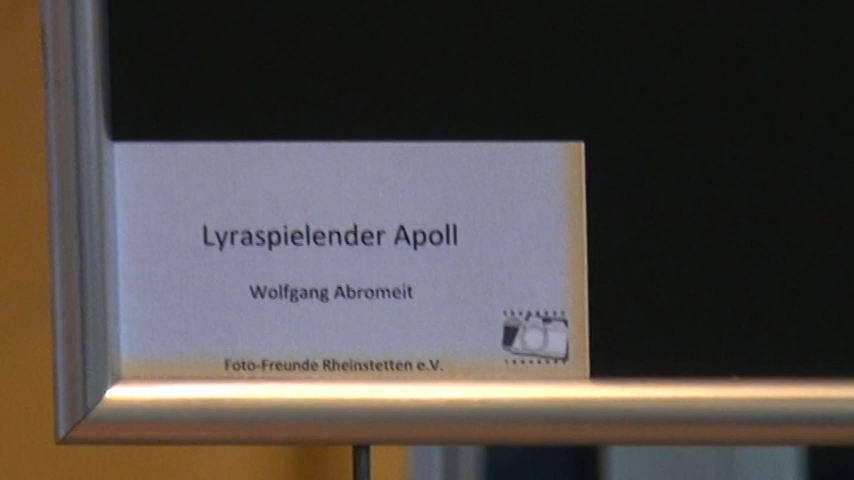 Lyraspielender Apoll
Wolfgang Abromeit
Foto-Freunde Rheinstetten e.V.